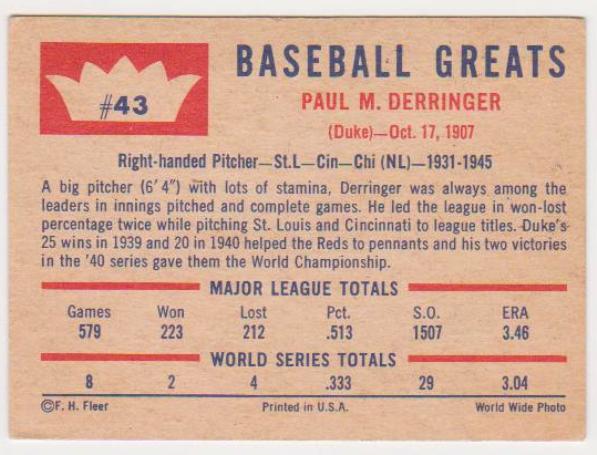 BASEBALL GREATS
#43
PAUL M. DERRINGER
(Duke)—Oct. 17, 1907
Right-handed Pitcher—St.L—Cin—Chi (NL)—1931-1945
A big pitcher (6'4") with lots of stamina, Derringer was always among the
leaders in innings pitched and complete games. He led the league in won-lost
percentage twice while pitching St. Louis and Cincinnati to league titles. Duke's
25 wins in 1939 and 20 in 1940 helped the Reds to pennants and his two victories
in the '40 series gave them the World Championship.
MAJOR LEAGUE TOTALS
Games Won Lost Pct. S.O. ERA
579 223 212 .513 1507 3.46
WORLD SERIES TOTALS
8 2 4 .333 29 3.04
©F. H. Fleer Printed in U.S.A. World Wide Photo